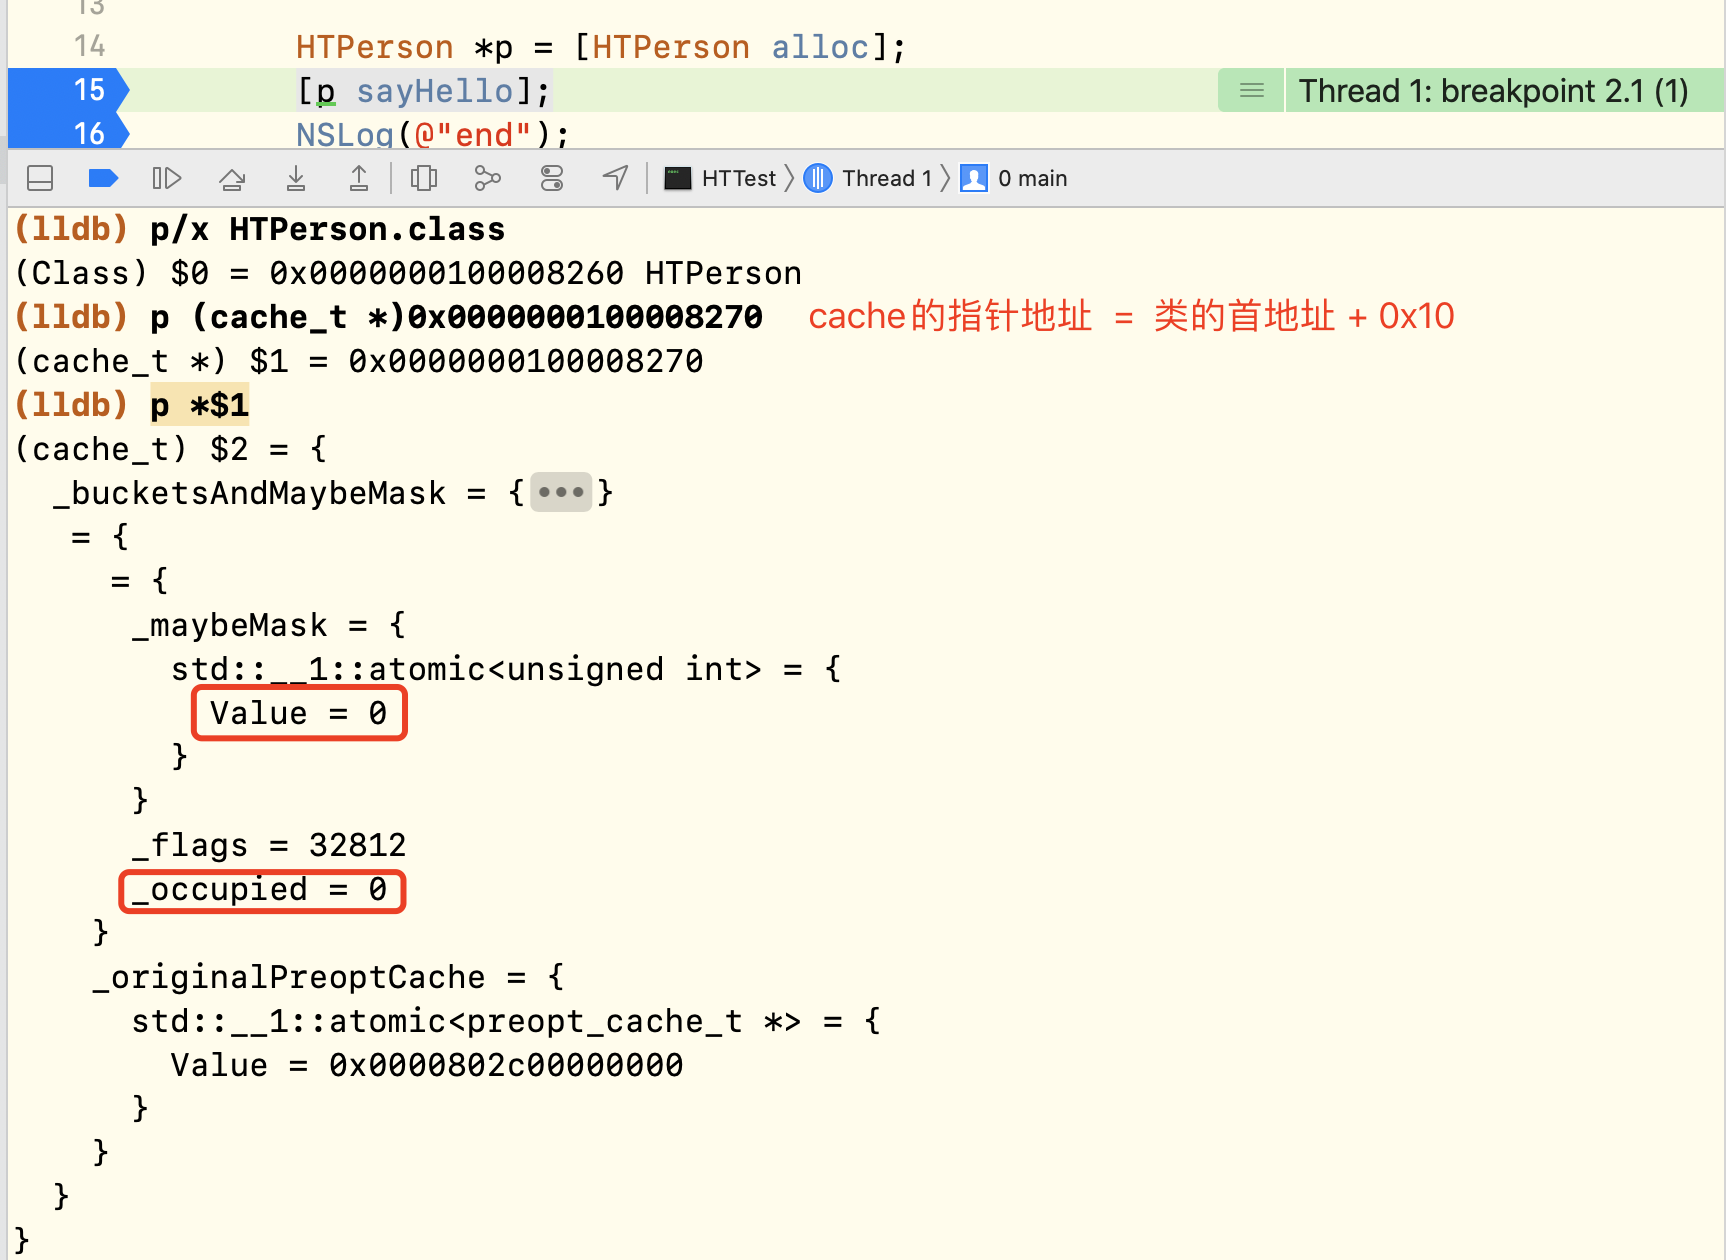 13
14 HTPerson *p = [HTPerson alloc];
15 [p sayHello]; Thread 1: breakpoint 2.1 (1)
16 NSLog(@"end");
HTTest Thread 1 0 main
(lldb) p/x HTPerson.class
(Class) $0 = 0x0000000100008260 HTPerson
(lldb) p (cache_t *)0x0000000100008270 cache的指针地址 = 类的首地址 + 0x10
(cache_t *) $1 = 0x0000000100008270
(lldb) p *$1
(cache_t) $2 = {
_bucketsAndMaybeMask = {•••}
= {
= {
_maybeMask = {
std::__1::atomic<unsigned int> = {
Value = 0
}
}
_flags = 32812
_occupied = 0
}
_originalPreoptCache = {
std::__1::atomic<preopt_cache_t *> = {
Value = 0x0000802c00000000
}
}
}
}